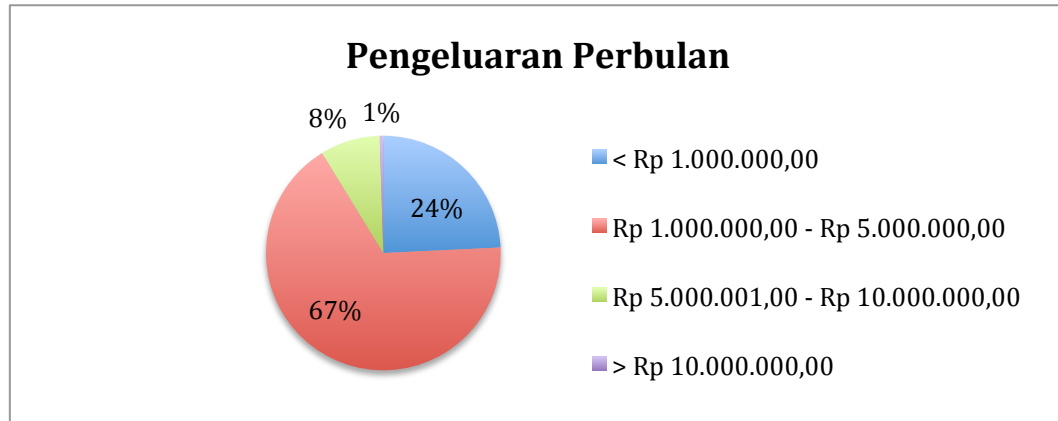 Pengeluaran Perbulan
8%
1%
24%
67%
< Rp 1.000.000,00
Rp 1.000.000,00 - Rp 5.000.000,00
Rp 5.000.001,00 - Rp 10.000.000,00
> Rp 10.000.000,00